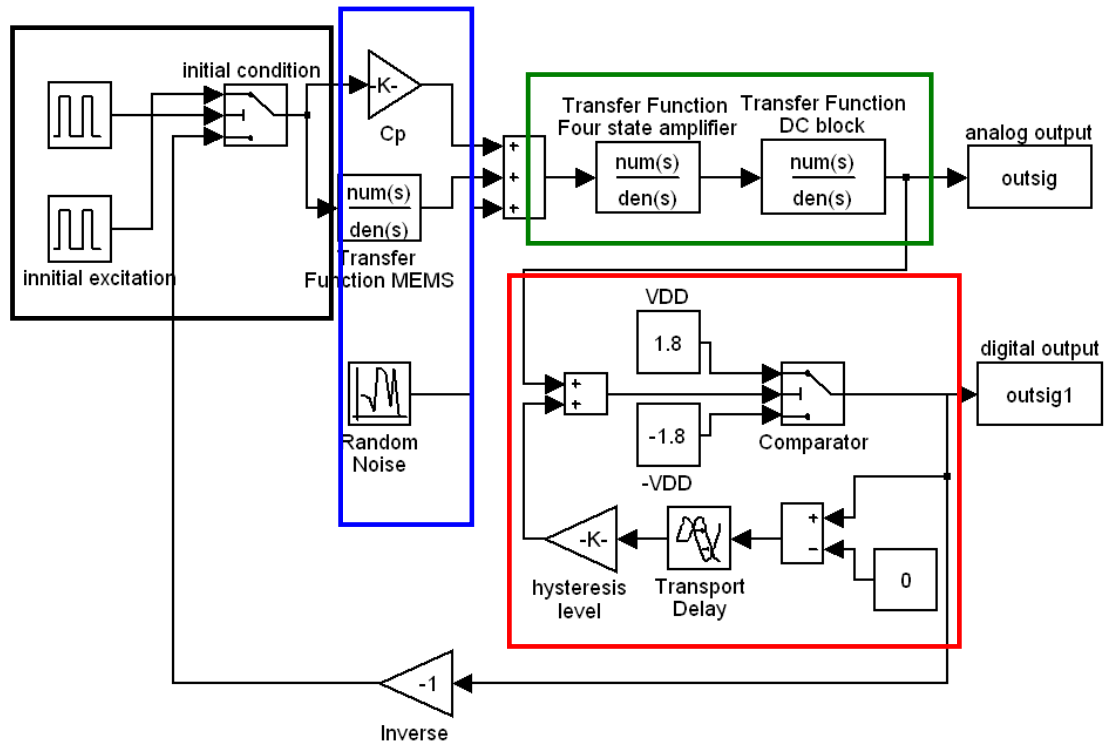 initial condition
innitial excitation
-K-
Cp
num(s)
den(s)
Transfer
Function MEMS
Random
Noise
+
+
+
Transfer Function
Four state amplifier
num(s)
den(s)
Transfer Function
DC block
num(s)
den(s)
analog output
outsig
VDD
1.8
+
+
-1.8
-VDD
Comparator
digital output
outsig1
-K-
hysteresis
level
Transport
Delay
+
−
0
-1
Inverse